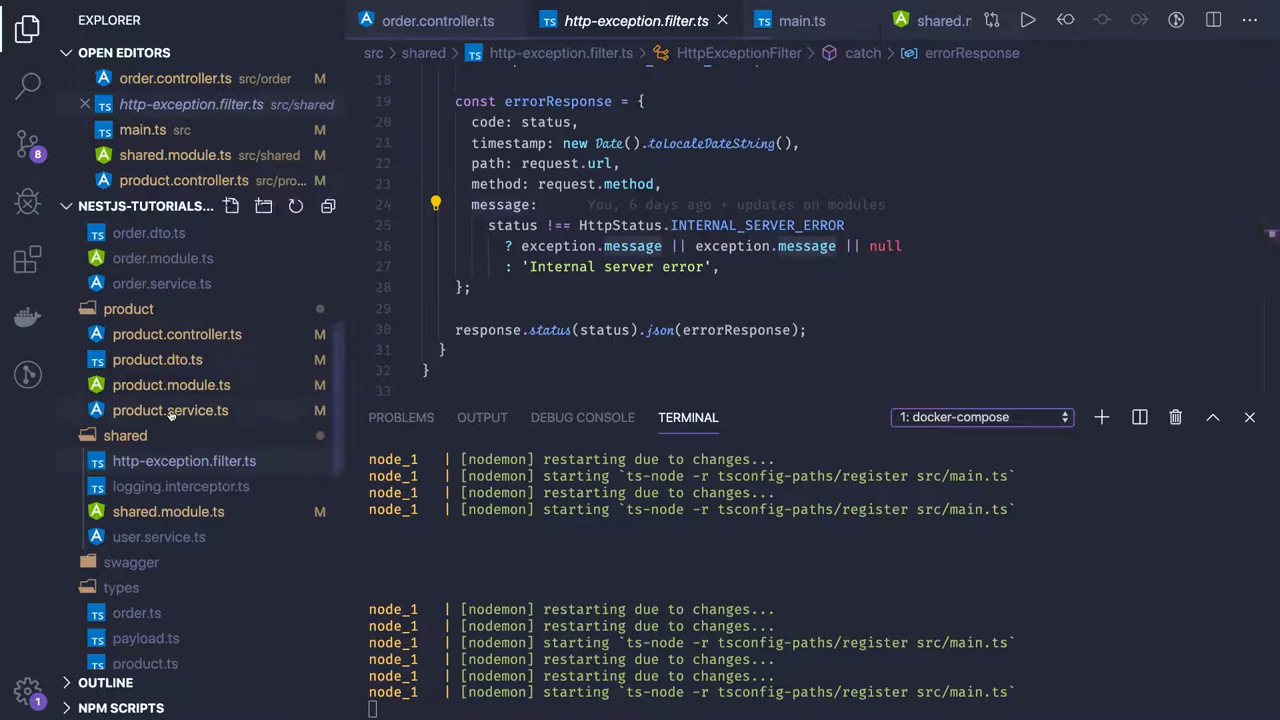 EXPLORER
OPEN EDITORS
order.controller.ts src/order M
http-exception.filter.ts src/shared
main.ts src M
shared.module.ts src/shared M
product.controller.ts src/pro... M
NESTJS-TUTORIALS...
order.dto.ts
order.module.ts
order.service.ts
product
product.controller.ts M
product.dto.ts M
product.module.ts M
product.service.ts M
shared
http-exception.filter.ts
logging.interceptor.ts
shared.module.ts M
user.service.ts
swagger
types
order.ts
payload.ts
product.ts
OUTLINE
NPM SCRIPTS
8
1
order.controller.ts
http-exception.filter.ts
main.ts
shared.m
src > shared > TS http-exception.filter.ts > HttpExceptionFilter > catch > errorResponse
18
19 const errorResponse = {
20 code: status,
21 timestamp: new Date().toLocaleDateString(),
22 path: request.url,
23 method: request.method,
24 message: You, 6 days ago • updates on modules
25 status !== HttpStatus.INTERNAL_SERVER_ERROR
26 ? exception.message || exception.message || null
27 : 'Internal server error',
28 };
29
30 response.status(status).json(errorResponse);
31 }
32 }
33
PROBLEMS OUTPUT DEBUG CONSOLE TERMINAL 1: docker-compose
node_1 | [nodemon] restarting due to changes...
node_1 | [nodemon] starting `ts-node -r tsconfig-paths/register src/main.ts`
node_1 | [nodemon] restarting due to changes...
node_1 | [nodemon] starting `ts-node -r tsconfig-paths/register src/main.ts`
node_1 | [nodemon] restarting due to changes...
node_1 | [nodemon] restarting due to changes...
node_1 | [nodemon] starting `ts-node -r tsconfig-paths/register src/main.ts`
node_1 | [nodemon] restarting due to changes...
node_1 | [nodemon] restarting due to changes...
node_1 | [nodemon] starting `ts-node -r tsconfig-paths/register src/main.ts`